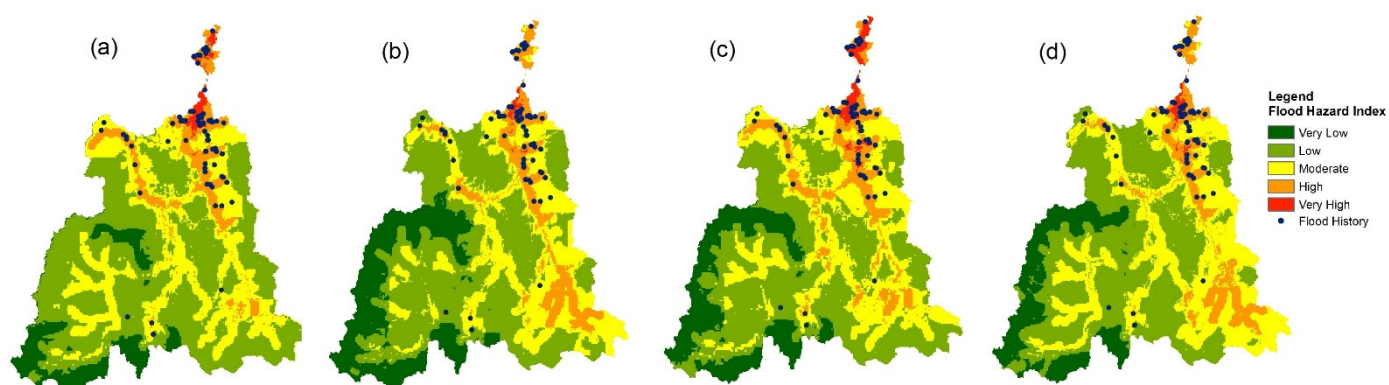 (a)
(b)
(c)
(d)
Legend
Flood Hazard Index
Very Low
Low
Moderate
High
Very High
Flood History